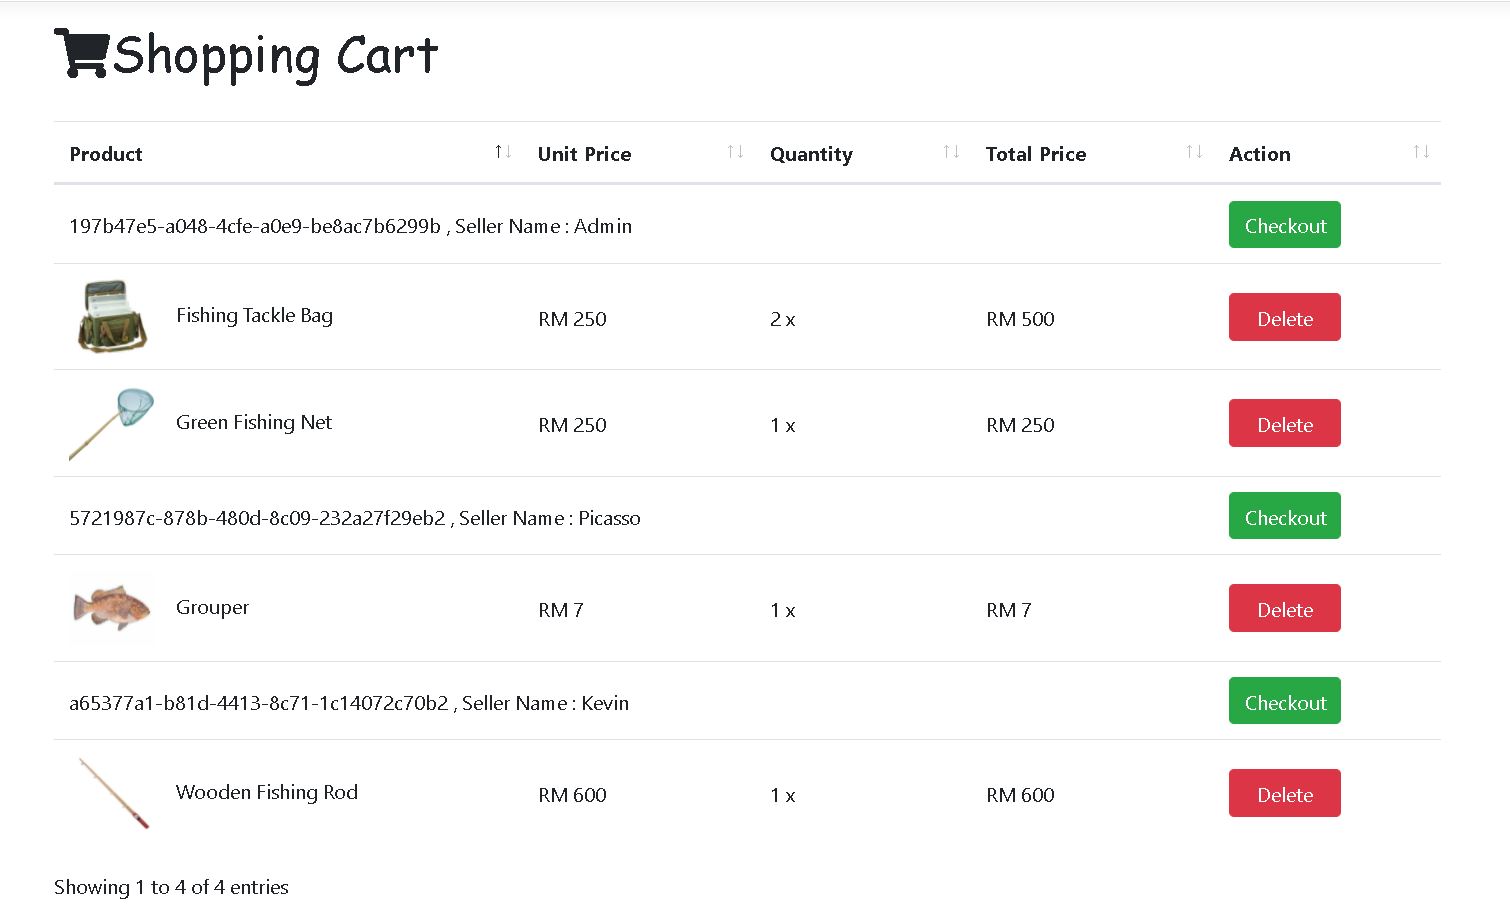 Shopping Cart
Product Unit Price Quantity Total Price Action
197b47e5-a048-4cfe-a0e9-be8ac7b6299b , Seller Name : Admin Checkout
Fishing Tackle Bag RM 250 2 x RM 500 Delete
Green Fishing Net RM 250 1 x RM 250 Delete
5721987c-878b-480d-8c09-232a27f29eb2 , Seller Name : Picasso Checkout
Grouper RM 7 1 x RM 7 Delete
a65377a1-b81d-4413-8c71-1c14072c70b2 , Seller Name : Kevin Checkout
Wooden Fishing Rod RM 600 1 x RM 600 Delete
Showing 1 to 4 of 4 entries